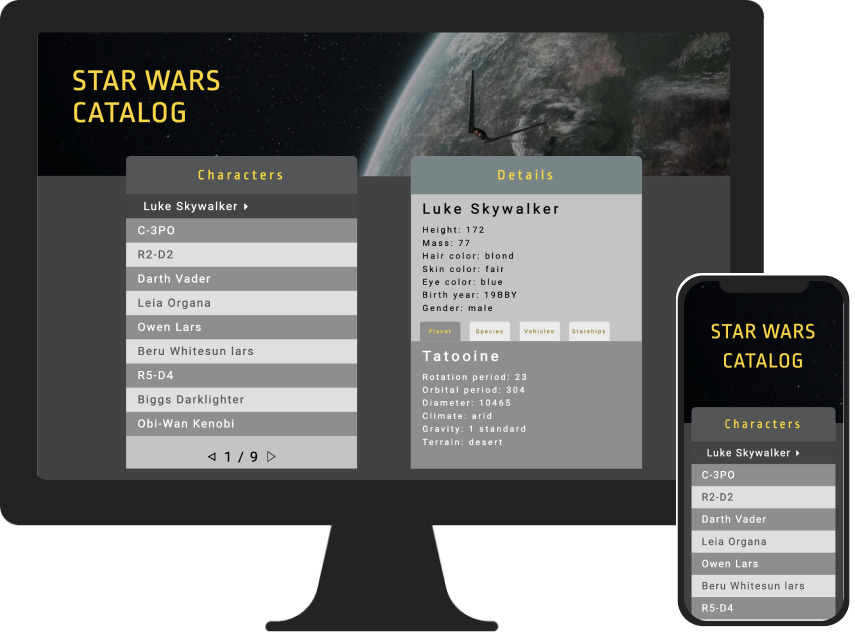 STAR WARS
CATALOG
Characters
Luke Skywalker
C-3PO
R2-D2
Darth Vader
Leia Organa
Owen Lars
Beru Whitesun lars
R5-D4
Biggs Darklighter
Obi-Wan Kenobi
1 / 9
Details
Luke Skywalker
Height: 172
Mass: 77
Hair color: blond
Skin color: fair
Eye color: blue
Birth year: 19BBY
Gender: male
Planet Species Vehicles Starships
Tatooine
Rotation period: 23
Orbital period: 304
Diameter: 10465
Climate: arid
Gravity: 1 standard
Terrain: desert
STAR WARS
CATALOG
Characters
Luke Skywalker
C-3PO
R2-D2
Darth Vader
Leia Organa
Owen Lars
Beru Whitesun lars
R5-D4